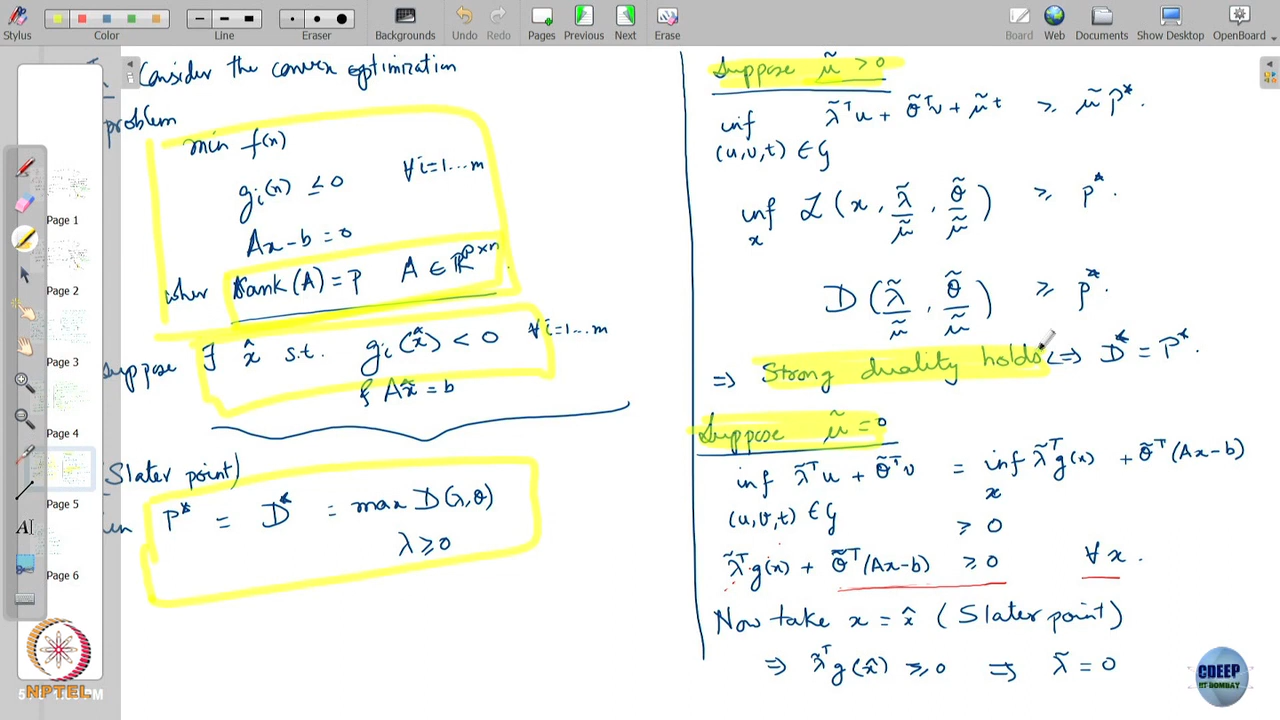 Stylus
Color
Line
Eraser
Backgrounds
Undo
Redo
Pages
Previous
Next
Erase
Board
Web
Documents
Show Desktop
OpenBoard
Page 1
Page 2
Page 3
Page 4
Page 5
Page 6
Consider the convex optimization
problem
min f(x)
g_i(x) ≤ 0 ∀ i=1...m
Ax-b = 0
where rank(A) = p A ∈ ℝ^{p×n}.
suppose ∃ x̂ s.t. g_i(x̂) < 0 ∀ i=1...m
& Ax̂ = b
Slater point)
P* = D* = max D(λ,θ)
λ ≥ 0
Suppose μ̃ > 0
inf λ̃ᵀu + θ̃ᵀv + μ̃t ≥ μ̃P*.
(u,v,t) ∈ G
inf L(x, λ̃/μ̃, θ̃/μ̃) ≥ P*.
x
D(λ̃/μ̃, θ̃/μ̃) ≥ P*.
⇒ Strong duality holds ⇔ D* = P*.
Suppose μ̃ = 0
inf λ̃ᵀu + θ̃ᵀv = inf λ̃ᵀg(x) + θ̃ᵀ(Ax-b)
x
(u,v,t) ∈ G ≥ 0
λ̃ᵀg(x) + θ̃ᵀ(Ax-b) ≥ 0 ∀ x.
Now take x = x̂ (Slater point)
⇒ λ̃ᵀg(x̂) ≥ 0 ⇒ λ̃ = 0
NPTEL
CDEEP
IIT BOMBAY